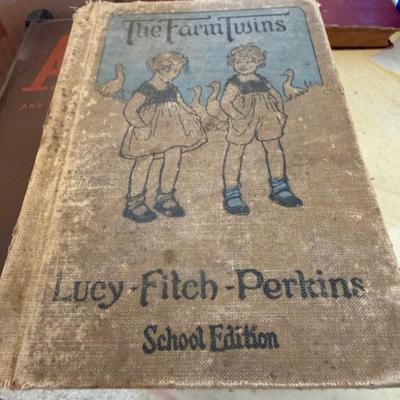 The Farm Twins
Lucy-Fitch-Perkins
School Edition